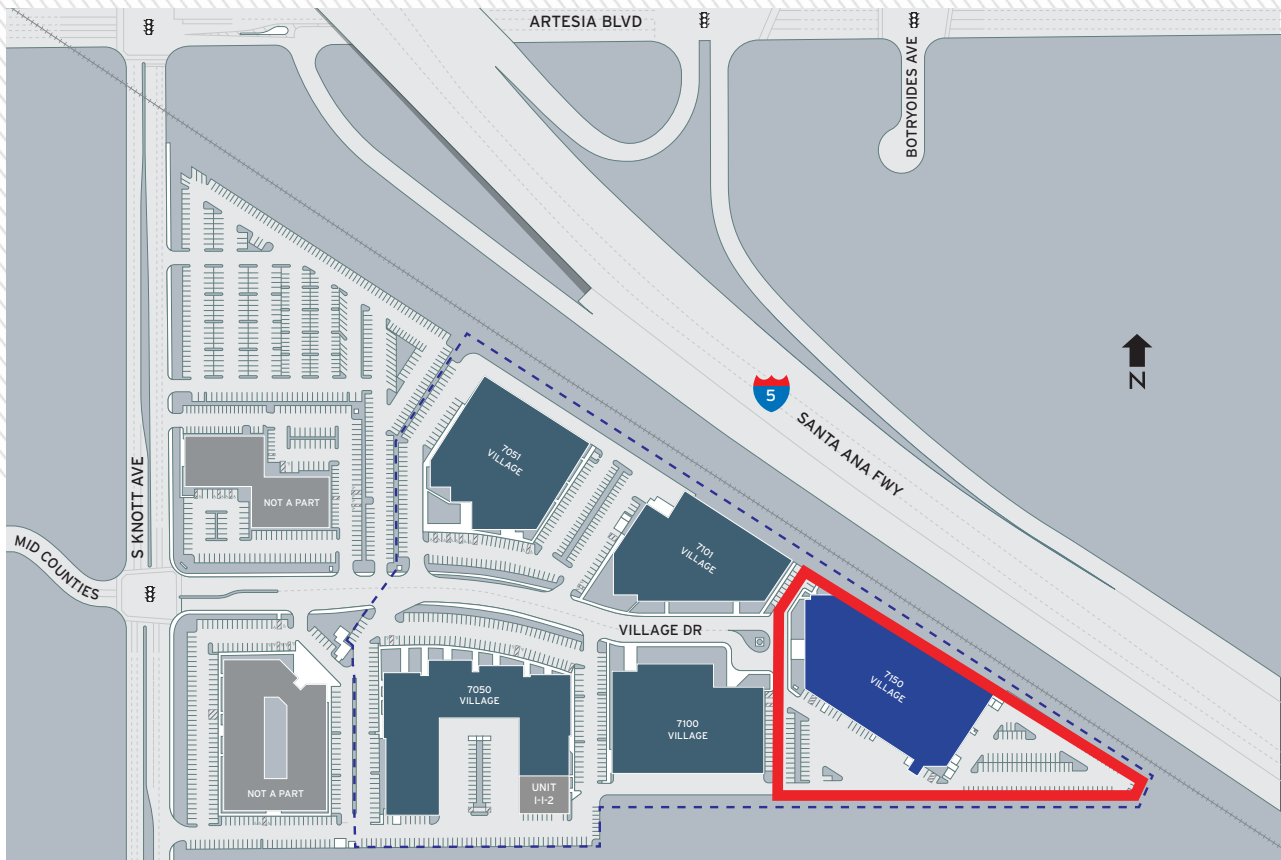 ARTESIA BLVD
BOTRYOIDES AVE
N
5
SANTA ANA FWY
7051
VILLAGE
S KNOTT AVE
NOT A PART
MID COUNTIES
7101
VILLAGE
VILLAGE DR
7150
VILLAGE
7050
VILLAGE
7100
VILLAGE
NOT A PART
UNIT
I-I-2